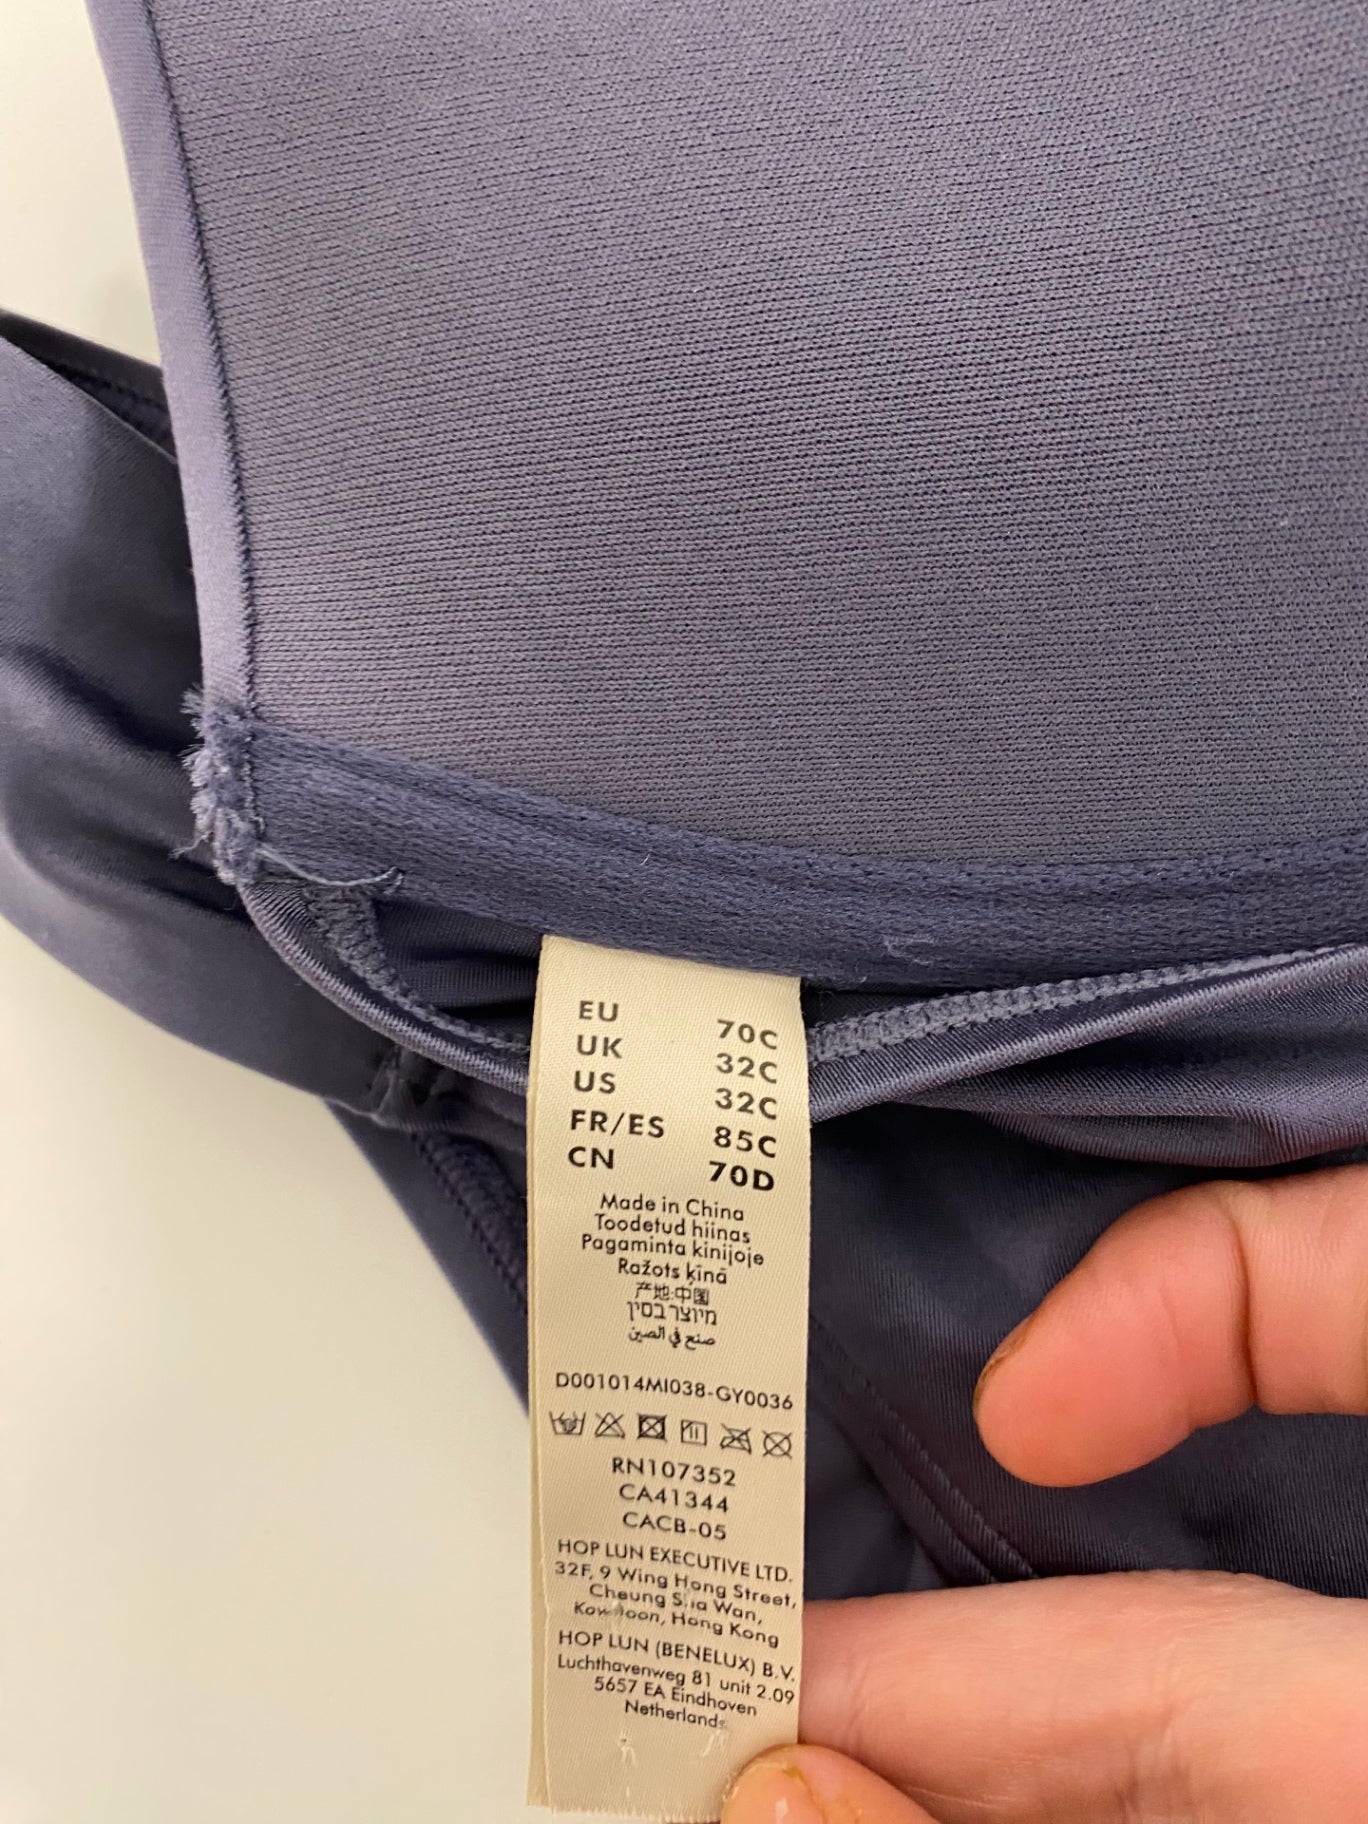 EU 70C
UK 32C
US 32C
FR/ES 85C
CN 70D
Made in China
Toodetud hiinas
Pagaminta kinijoje
Ražots ķīnā
产地:中国
מיוצר בסין
صنع في الصين
D001014MI038-GY0036
RN107352
CA41344
CACB-05
HOP LUN EXECUTIVE LTD.
32F, 9 Wing Hong Street,
Cheung Sha Wan,
Kowloon, Hong Kong
HOP LUN (BENELUX) B.V.
Luchthavenweg 81 unit 2.09
5657 EA Eindhoven
Netherlands